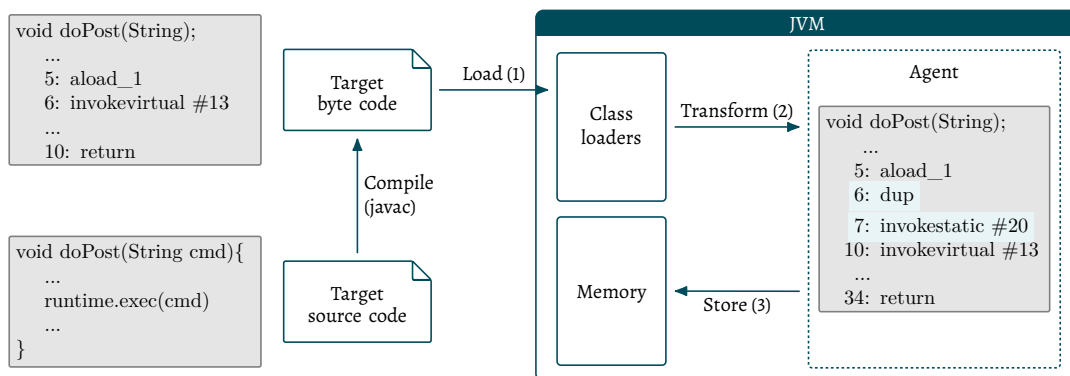 void doPost(String);
...
5: aload_1
6: invokevirtual #13
...
10: return
Target
byte code
Compile
(javac)
void doPost(String cmd){
...
runtime.exec(cmd)
...
}
Target
source code
Load (1)
JVM
Class
loaders
Transform (2)
Agent
void doPost(String);
...
5: aload_1
6: dup
7: invokestatic #20
10: invokevirtual #13
...
34: return
Memory
Store (3)